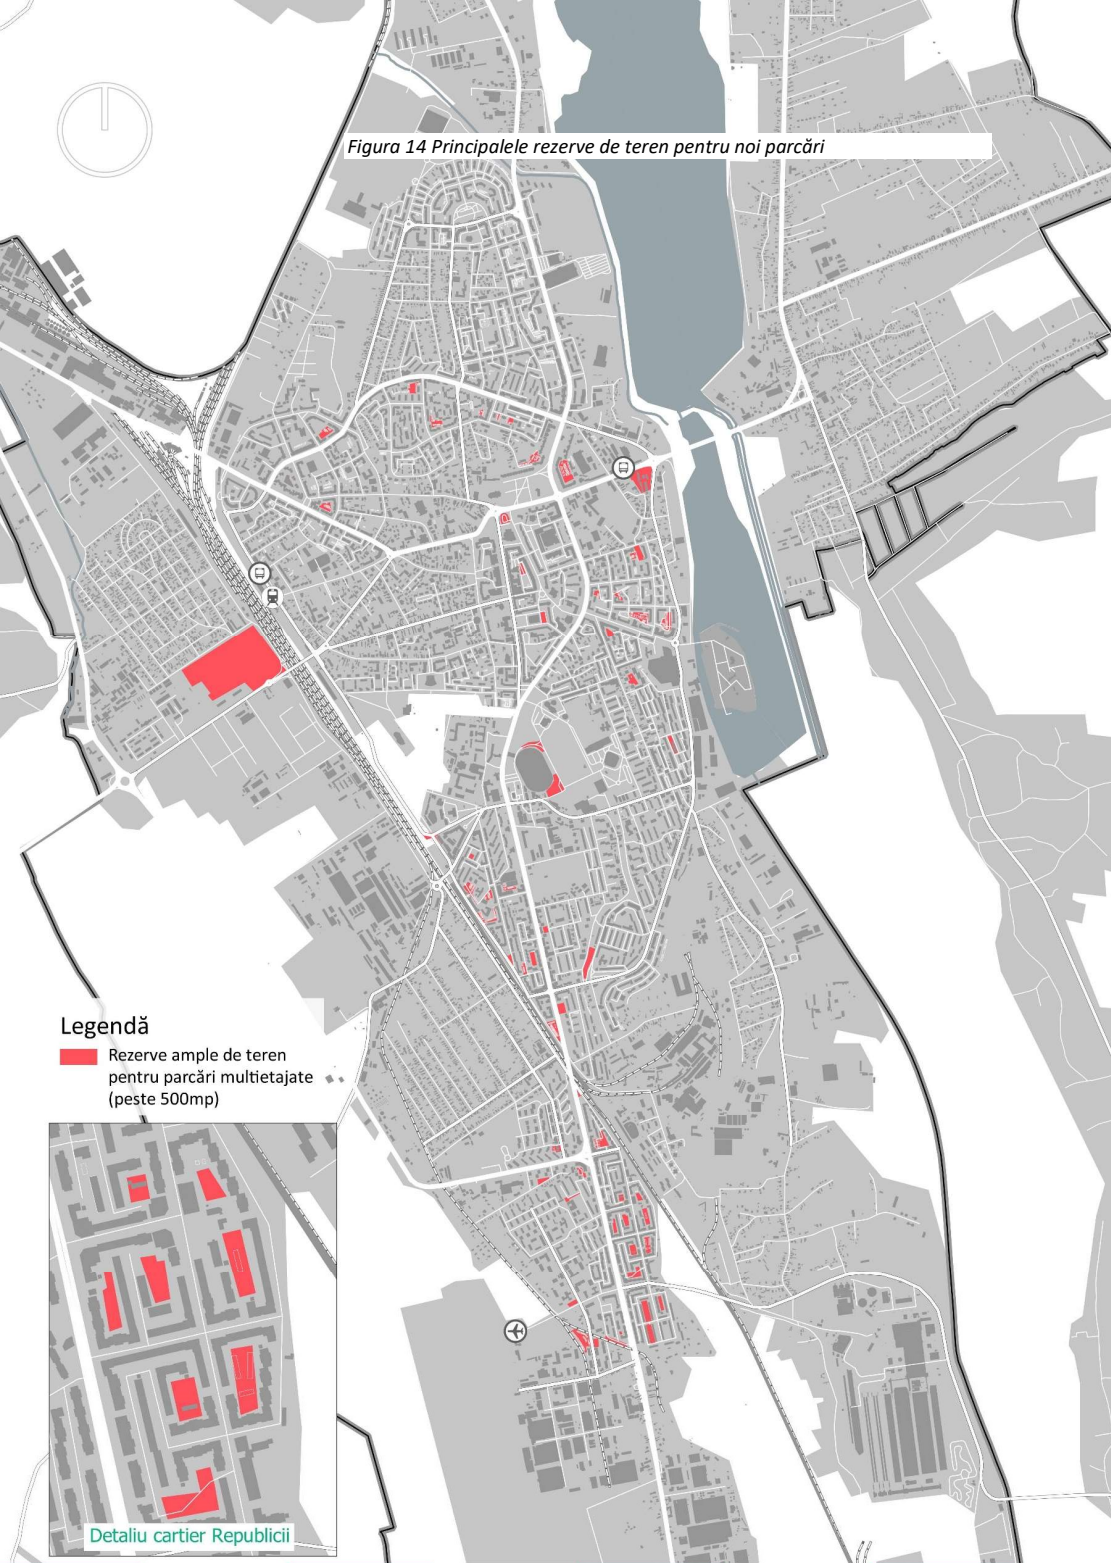 Figura 14 Principalele rezerve de teren pentru noi parcări
Legendă
Rezerve ample de teren
pentru parcări multietajate
(peste 500mp)
Detaliu cartier Republicii